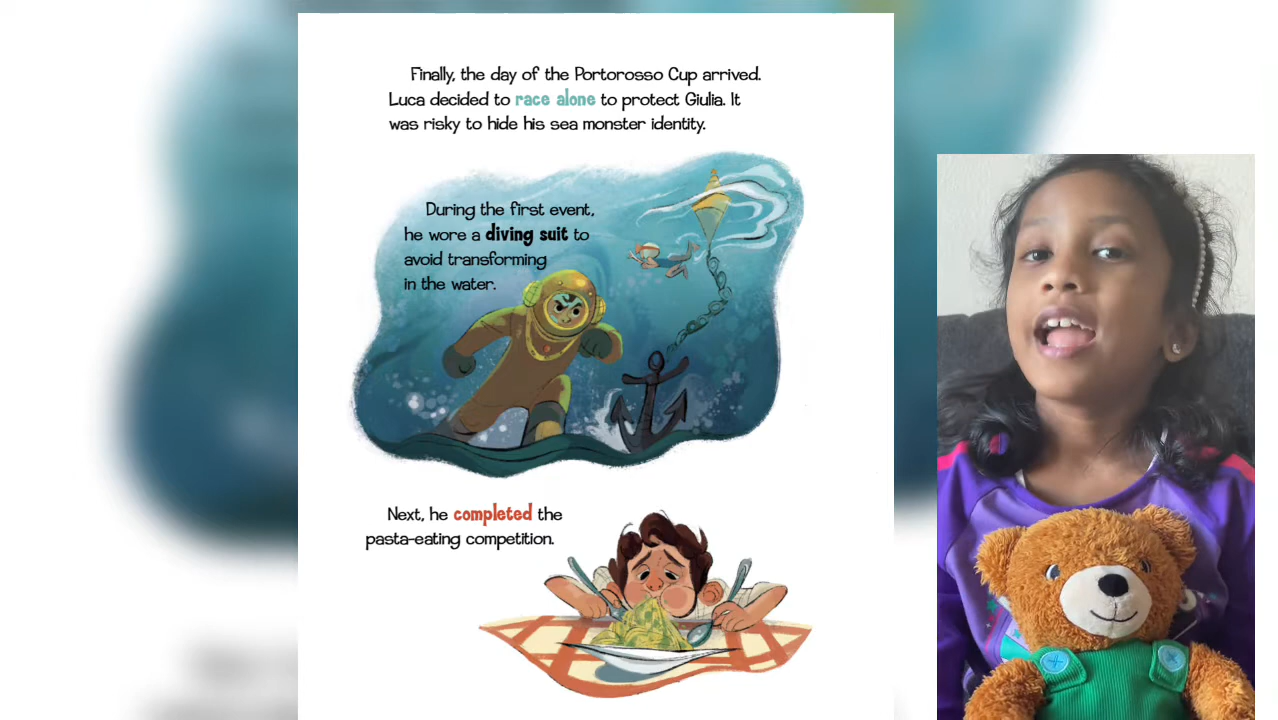 Finally, the day of the Portorosso Cup arrived.
Luca decided to race alone to protect Giulia. It
was risky to hide his sea monster identity.
During the first event,
he wore a diving suit to
avoid transforming
in the water.
Next, he completed the
pasta-eating competition.